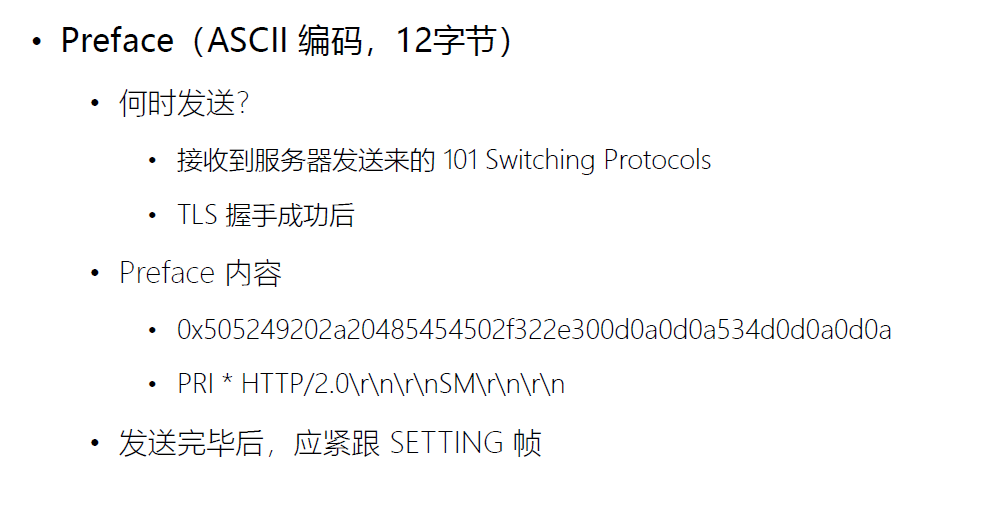 • Preface（ASCII 编码，12字节）
• 何时发送？
• 接收到服务器发送来的 101 Switching Protocols
• TLS 握手成功后
• Preface 内容
• 0x505249202a20485454502f322e300d0a0d0a534d0d0a0d0a
• PRI * HTTP/2.0\r\n\r\nSM\r\n\r\n
• 发送完毕后，应紧跟 SETTING 帧